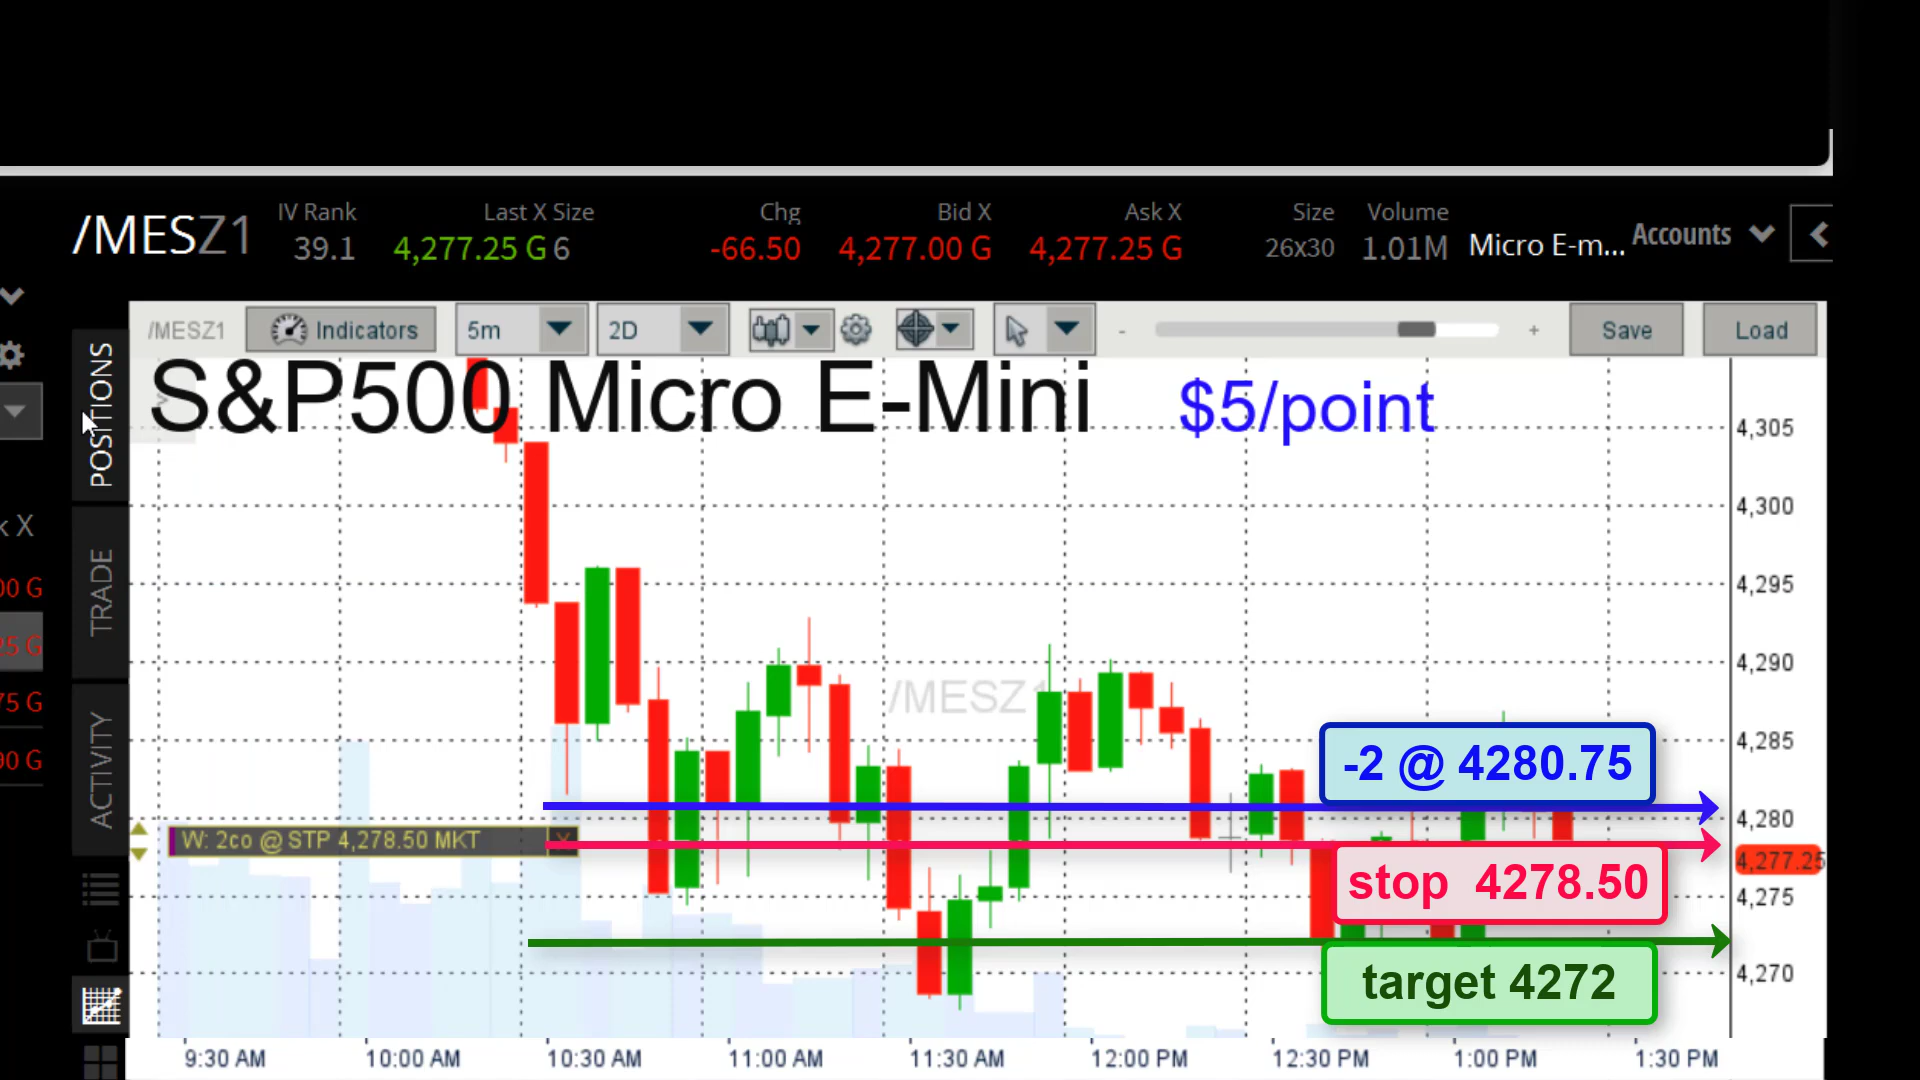 /MESZ1
IV Rank
39.1
Last X Size
4,277.25 G 6
Chg
-66.50
Bid X
4,277.00 G
Ask X
4,277.25 G
Size
26x30
Volume
1.01M
Micro E-m...
Accounts
/MESZ1
Indicators
5m
2D
-
+
Save
Load
S&P500 Micro E-Mini
$5/point
POSITIONS
TRADE
ACTIVITY
k X
00 G
25 G
75 G
90 G
/MESZ1
-2 @ 4280.75
W: 2co @ STP 4,278.50 MKT
X
stop 4278.50
target 4272
4,305
4,300
4,295
4,290
4,285
4,280
4,277.25
4,275
4,270
9:30 AM
10:00 AM
10:30 AM
11:00 AM
11:30 AM
12:00 PM
12:30 PM
1:00 PM
1:30 PM